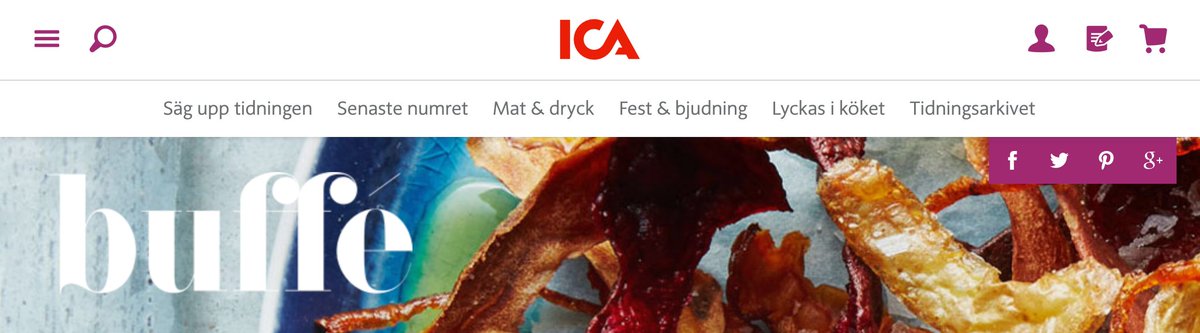 ICA
Säg upp tidningen Senaste numret Mat & dryck Fest & bjudning Lyckas i köket Tidningsarkivet
f g+
buffé